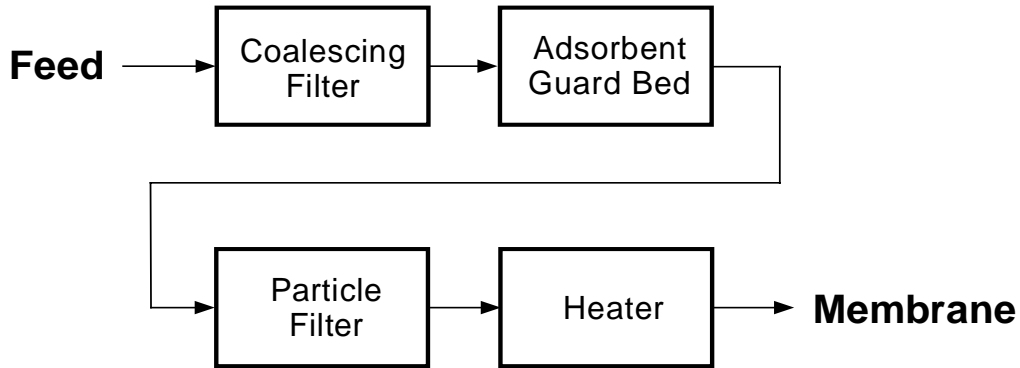 Feed
Coalescing
Filter
Adsorbent
Guard Bed
Particle
Filter
Heater
Membrane